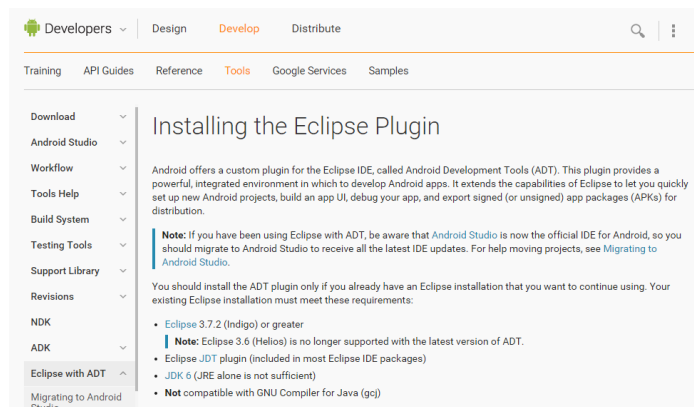 Developers
Design
Develop
Distribute
Training
API Guides
Reference
Tools
Google Services
Samples
Download
Android Studio
Workflow
Tools Help
Build System
Testing Tools
Support Library
Revisions
NDK
ADK
Eclipse with ADT
Migrating to Android
Studio
Installing the Eclipse Plugin
Android offers a custom plugin for the Eclipse IDE, called Android Development Tools (ADT). This plugin provides a
powerful, integrated environment in which to develop Android apps. It extends the capabilities of Eclipse to let you quickly
set up new Android projects, build an app UI, debug your app, and export signed (or unsigned) app packages (APKs) for
distribution.
Note: If you have been using Eclipse with ADT, be aware that Android Studio is now the official IDE for Android, so you
should migrate to Android Studio to receive all the latest IDE updates. For help moving projects, see Migrating to
Android Studio.
You should install the ADT plugin only if you already have an Eclipse installation that you want to continue using. Your
existing Eclipse installation must meet these requirements:
• Eclipse 3.7.2 (Indigo) or greater
Note: Eclipse 3.6 (Helios) is no longer supported with the latest version of ADT.
• Eclipse JDT plugin (included in most Eclipse IDE packages)
• JDK 6 (JRE alone is not sufficient)
• Not compatible with GNU Compiler for Java (gcj)